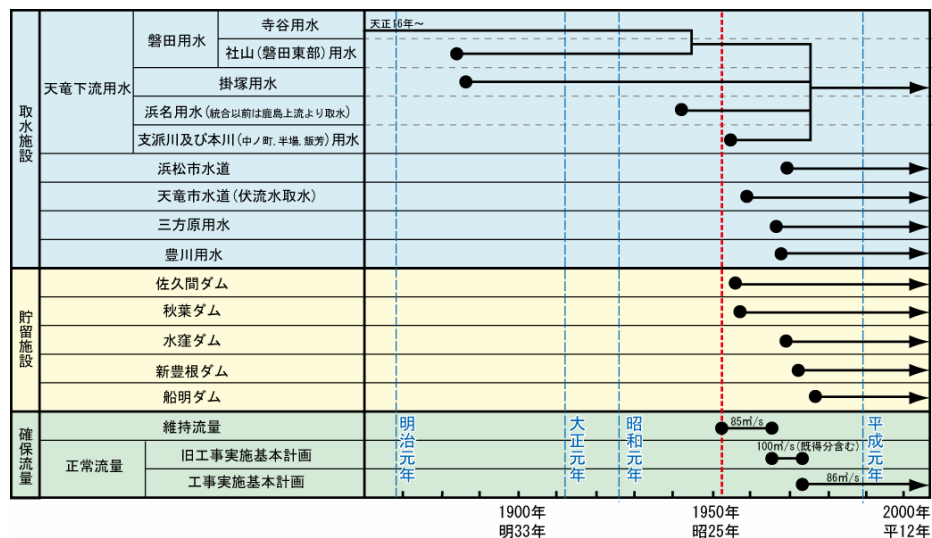 取水施設
天竜下流用水
磐田用水
寺谷用水
天正16年～
社山(磐田東部)用水
掛塚用水
浜名用水(統合以前は鹿島上流より取水)
支派川及び本川(中ノ町,半場,飯芳)用水
浜松市水道
天竜市水道(伏流水取水)
三方原用水
豊川用水
貯留施設
佐久間ダム
秋葉ダム
水窪ダム
新豊根ダム
船明ダム
確保流量
維持流量
85㎥/s
正常流量
旧工事実施基本計画
100㎥/s(既得分含む)
工事実施基本計画
86㎥/s
明治元年
大正元年
昭和元年
平成元年
1900年
明33年
1950年
昭25年
2000年
平12年